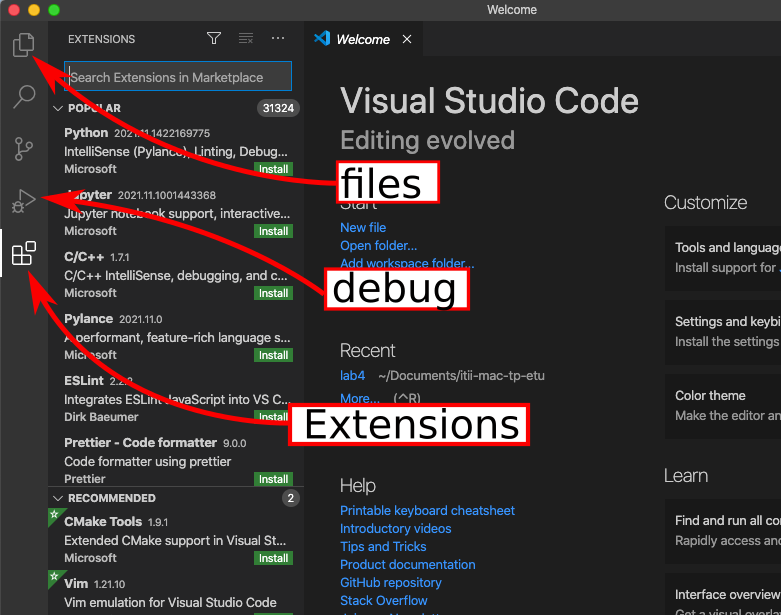 Welcome
EXTENSIONS
Welcome
Search Extensions in Marketplace
POPULAR 31324
Python 2021.11.1422169775
IntelliSense (Pylance), Linting, Debug...
Microsoft Install
Jupyter 2021.11.1001443368
Jupyter notebook support, interactive...
Microsoft Install
C/C++ 1.7.1
C/C++ IntelliSense, debugging, and c...
Microsoft Install
Pylance 2021.11.0
A performant, feature-rich language s...
Microsoft Install
ESLint 2.2.2
Integrates ESLint JavaScript into VS C...
Dirk Baeumer Install
Prettier - Code formatter 9.0.0
Code formatter using prettier
Prettier Install
RECOMMENDED 2
CMake Tools 1.9.1
Extended CMake support in Visual St...
Microsoft Install
Vim 1.21.10
Vim emulation for Visual Studio Code
Visual Studio Code
Editing evolved
files
Start
New file
Open folder...
Add workspace folder...
debug
Recent
lab4 ~/Documents/itii-mac-tp-etu
More... (^R)
Extensions
Help
Printable keyboard cheatsheet
Introductory videos
Tips and Tricks
Product documentation
GitHub repository
Stack Overflow
Customize
Tools and language
Install support for
Settings and keybi
Install the settings
Color theme
Make the editor an
Learn
Find and run all co
Rapidly access and
Interface overview
Get a visual overla